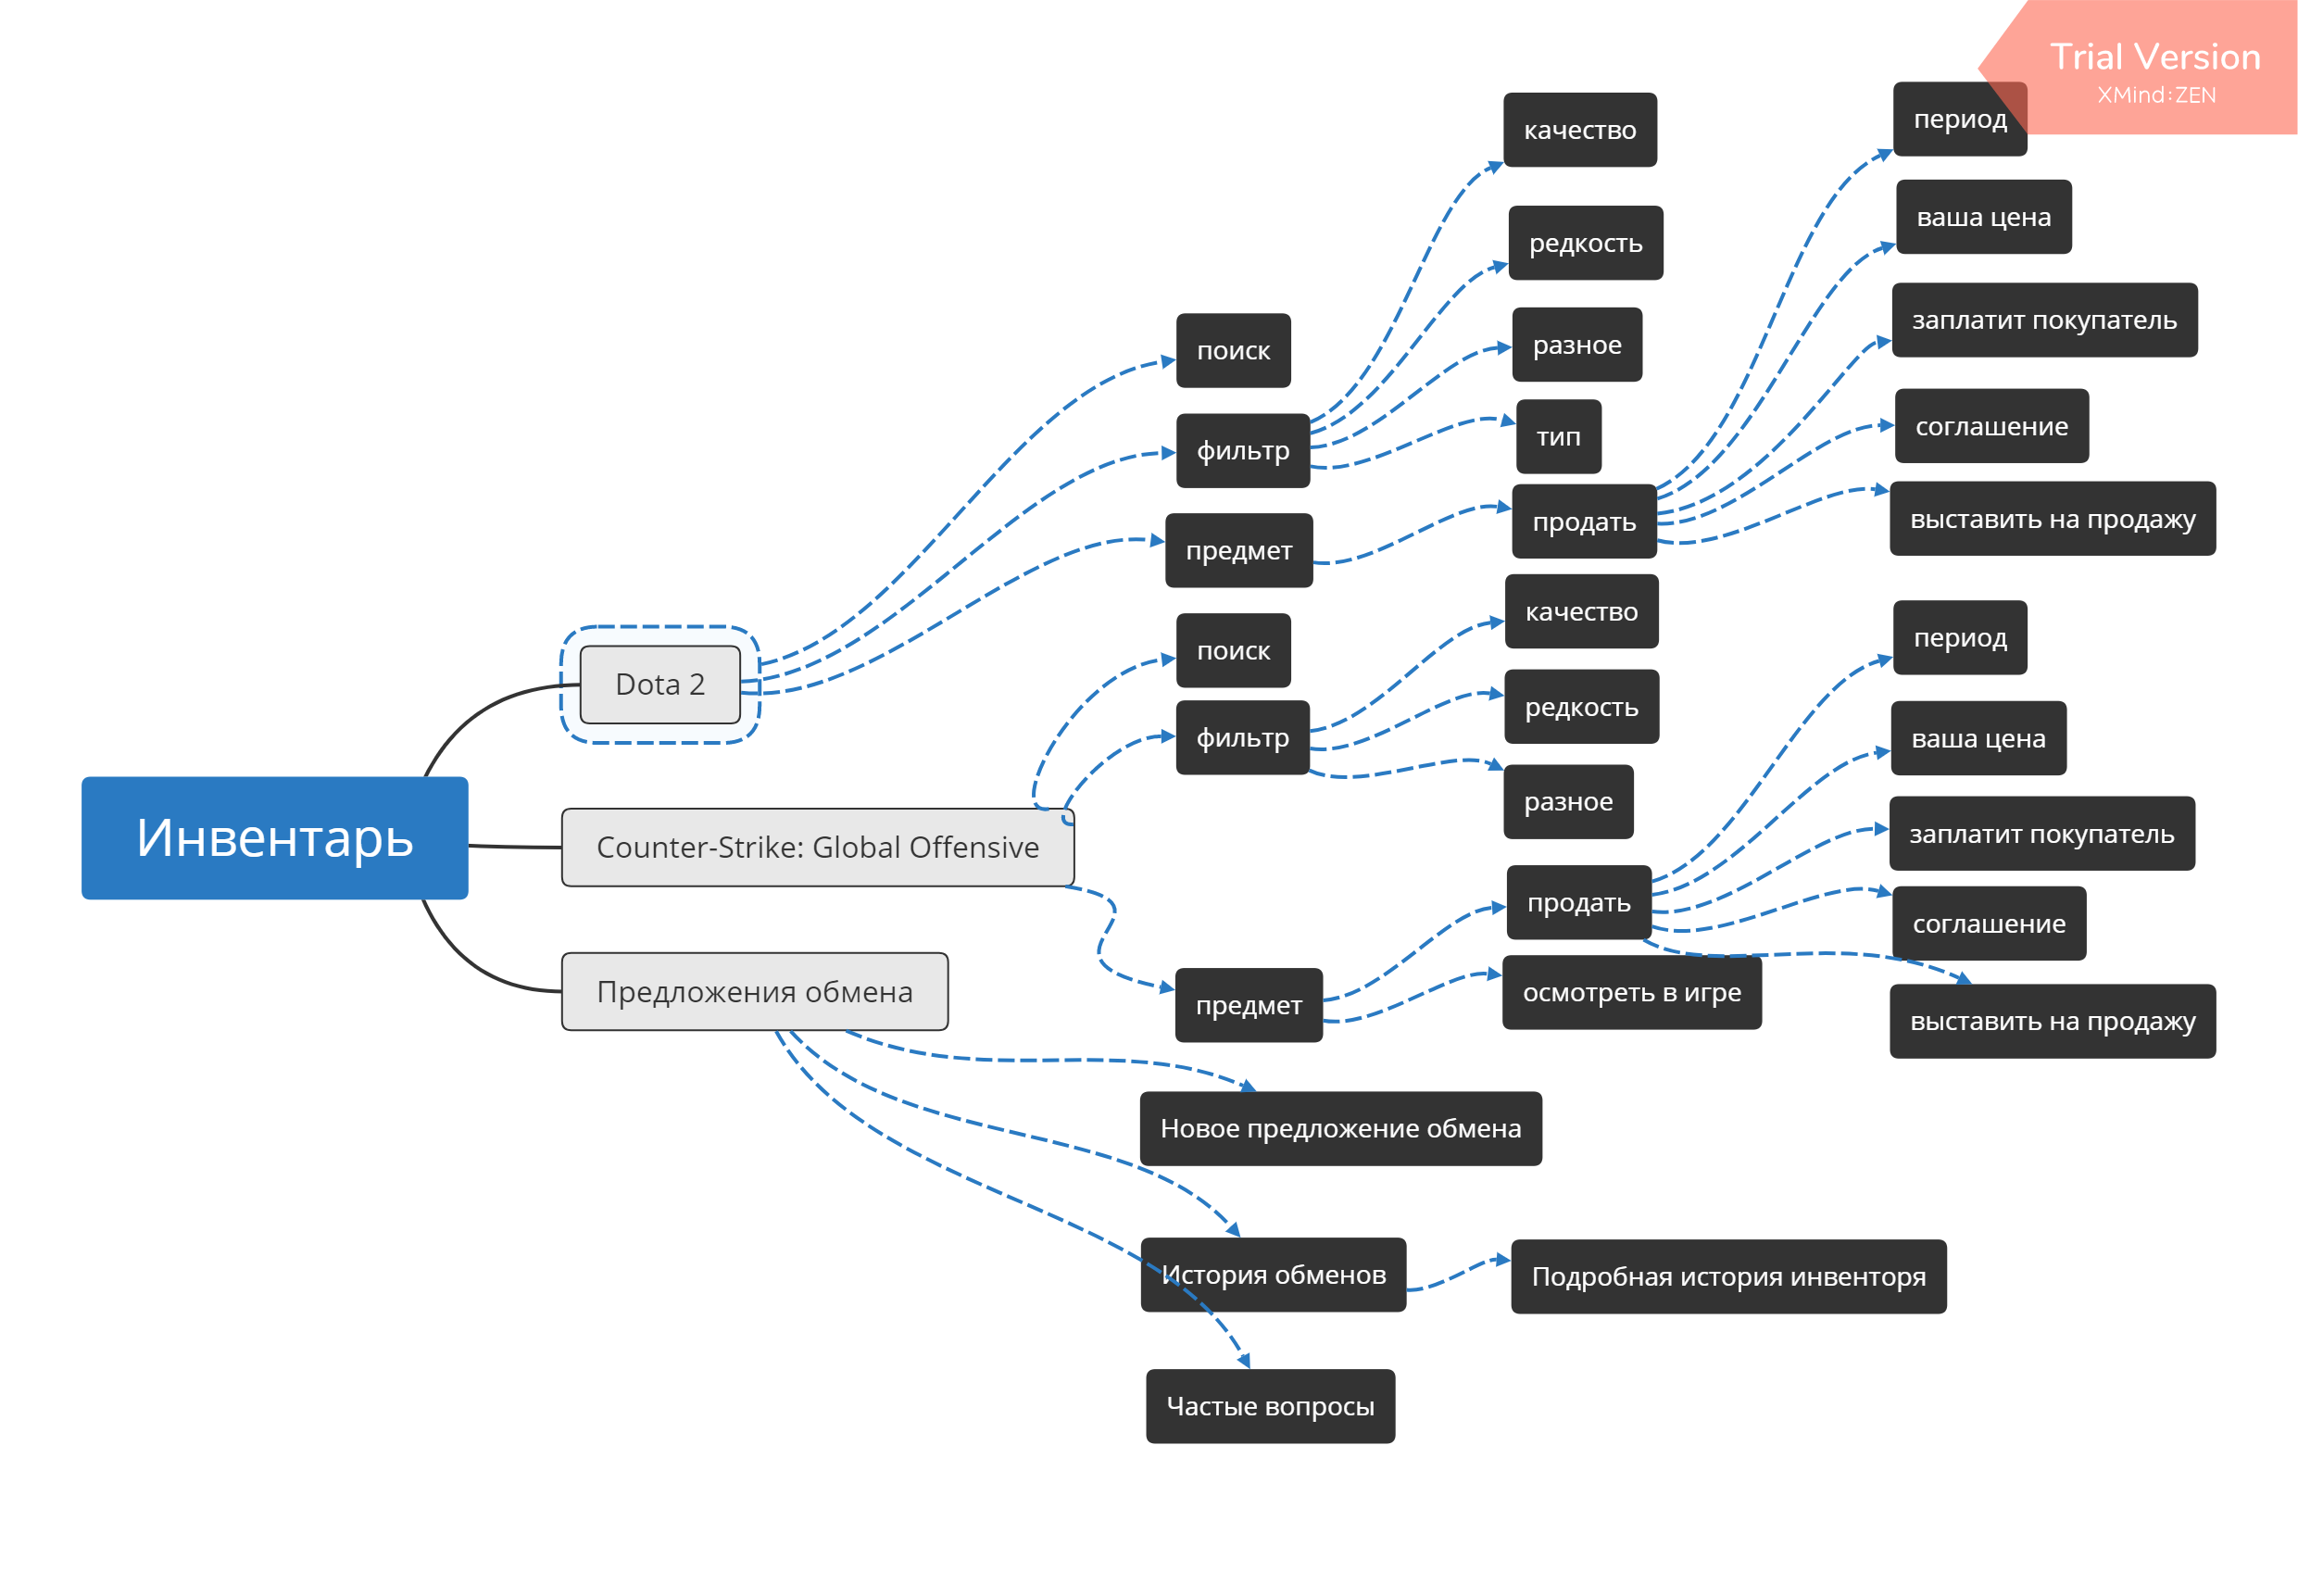 Trial Version
XMind:ZEN
Инвентарь
Dota 2
поиск
фильтр
качество
редкость
разное
тип
предмет
продать
период
ваша цена
заплатит покупатель
соглашение
выставить на продажу
Counter-Strike: Global Offensive
поиск
фильтр
качество
редкость
разное
предмет
продать
период
ваша цена
заплатит покупатель
соглашение
выставить на продажу
осмотреть в игре
Предложения обмена
Новое предложение обмена
История обменов
Подробная история инвенторя
Частые вопросы